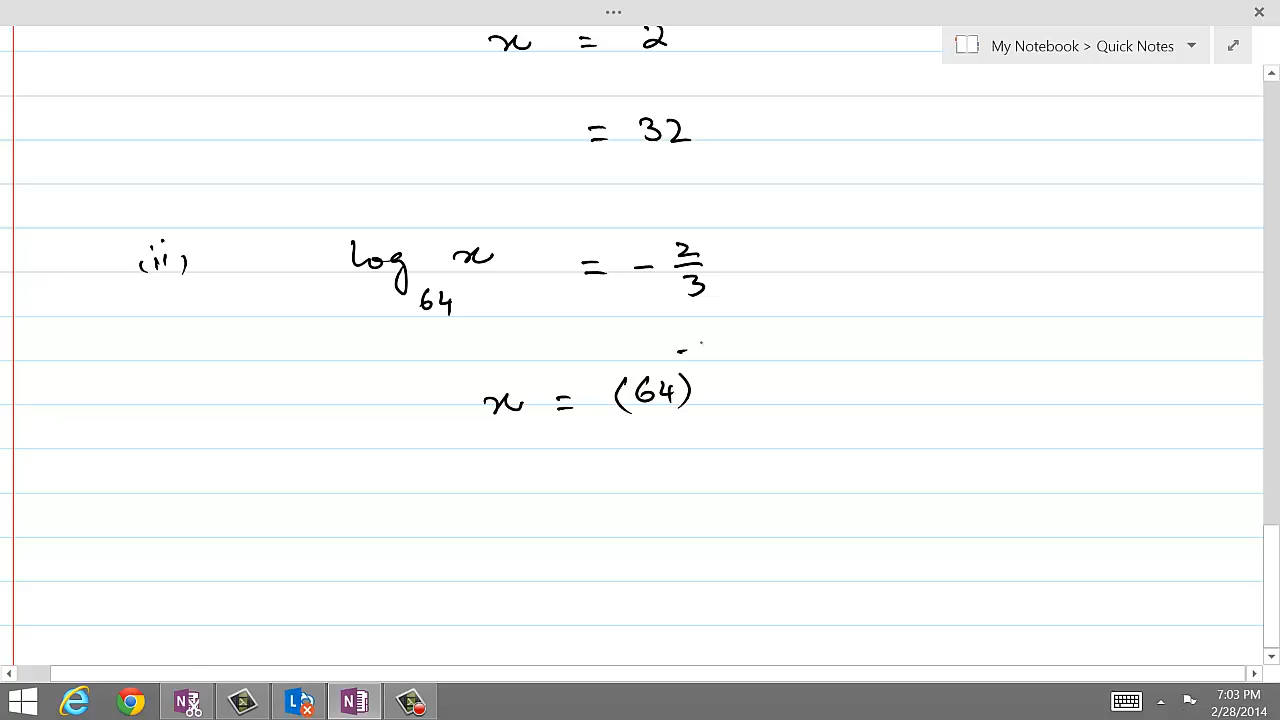 x = 2
My Notebook > Quick Notes
= 32
(ii) log₆₄ x = - 2/3
x = (64)⁻
7:03 PM
2/28/2014